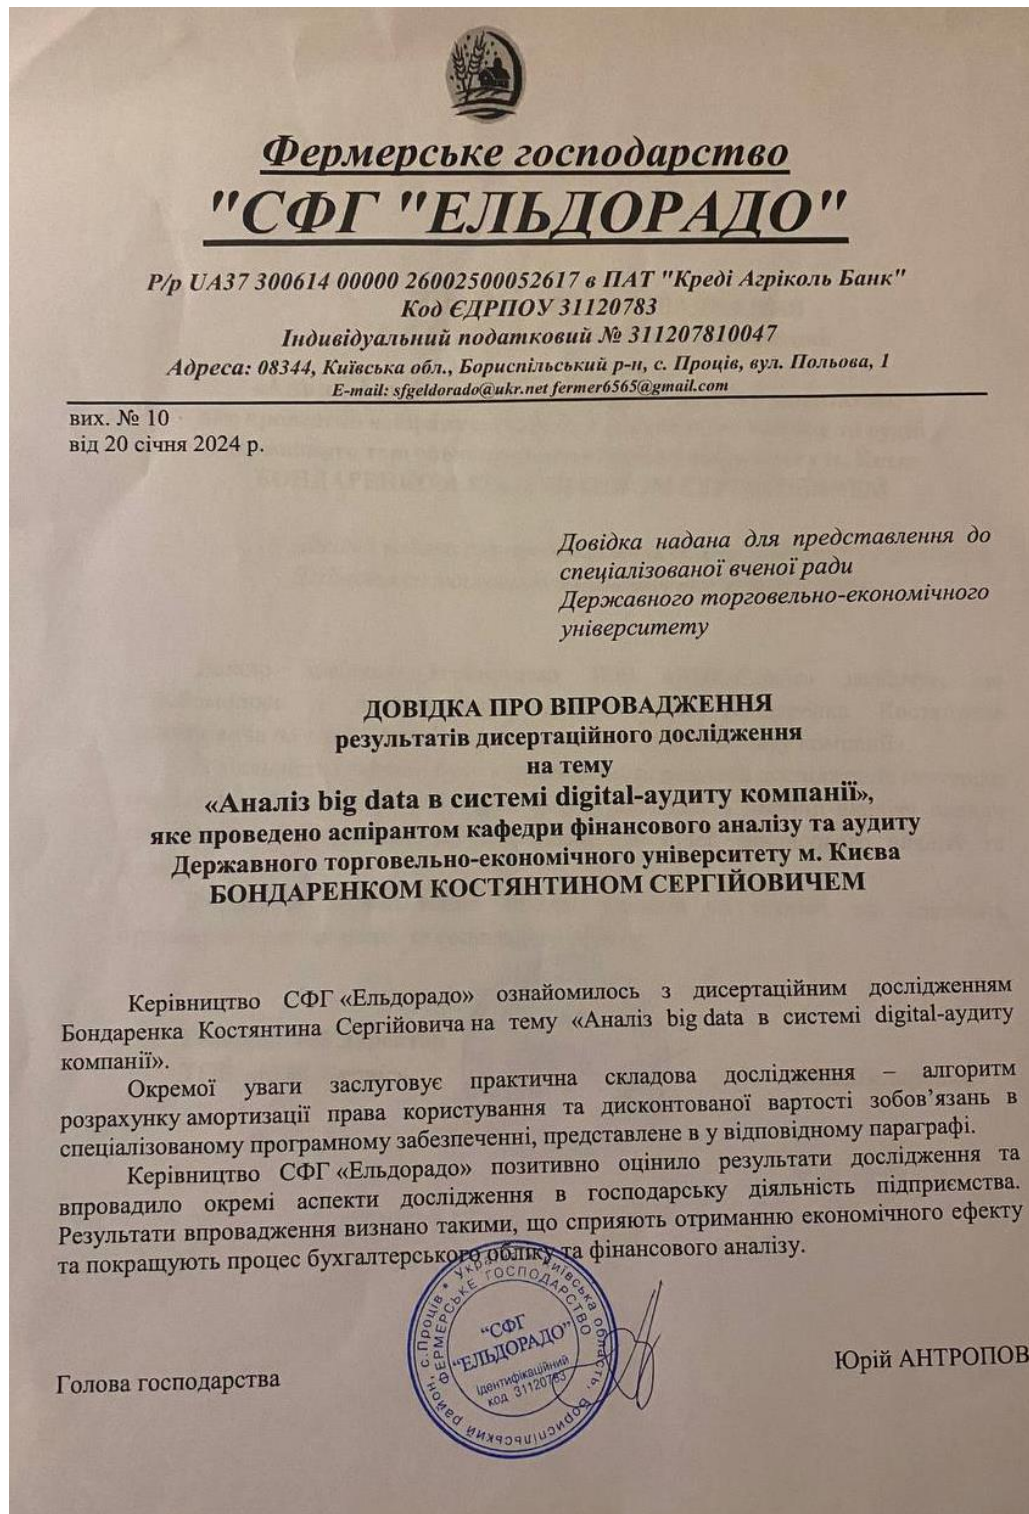 Фермерське господарство
"СФГ "ЕЛЬДОРАДО"
Р/р UA37 300614 00000 26002500052617 в ПАТ "Креді Агріколь Банк"
Код ЄДРПОУ 31120783
Індивідуальний податковий № 311207810047
Адреса: 08344, Київська обл., Бориспільський р-н, с. Проців, вул. Польова, 1
E-mail: sfgeldorado@ukr.net fermer6565@gmail.com
вих. № 10
від 20 січня 2024 р.
Довідка надана для представлення до
спеціалізованої вченої ради
Державного торговельно-економічного
університету
ДОВІДКА ПРО ВПРОВАДЖЕННЯ
результатів дисертаційного дослідження
на тему
«Аналіз big data в системі digital-аудиту компанії»,
яке проведено аспірантом кафедри фінансового аналізу та аудиту
Державного торговельно-економічного університету м. Києва
БОНДАРЕНКОМ КОСТЯНТИНОМ СЕРГІЙОВИЧЕМ
Керівництво СФГ «Ельдорадо» ознайомилось з дисертаційним дослідженням
Бондаренка Костянтина Сергійовича на тему «Аналіз big data в системі digital-аудиту
компанії».
Окремої уваги заслуговує практична складова дослідження – алгоритм
розрахунку амортизації права користування та дисконтованої вартості зобов’язань в
спеціалізованому програмному забезпеченні, представлене в у відповідному параграфі.
Керівництво СФГ «Ельдорадо» позитивно оцінило результати дослідження та
впровадило окремі аспекти дослідження в господарську діяльність підприємства.
Результати впровадження визнано такими, що сприяють отриманню економічного ефекту
та покращують процес бухгалтерського обліку та фінансового аналізу.
Голова господарства
Юрій АНТРОПОВ
Україна Київська область, Бориспільський район, с.Проців *
ФЕРМЕРСЬКЕ ГОСПОДАРСТВО
“СФГ
“ЕЛЬДОРАДО”
Ідентифікаційний
код 31120783